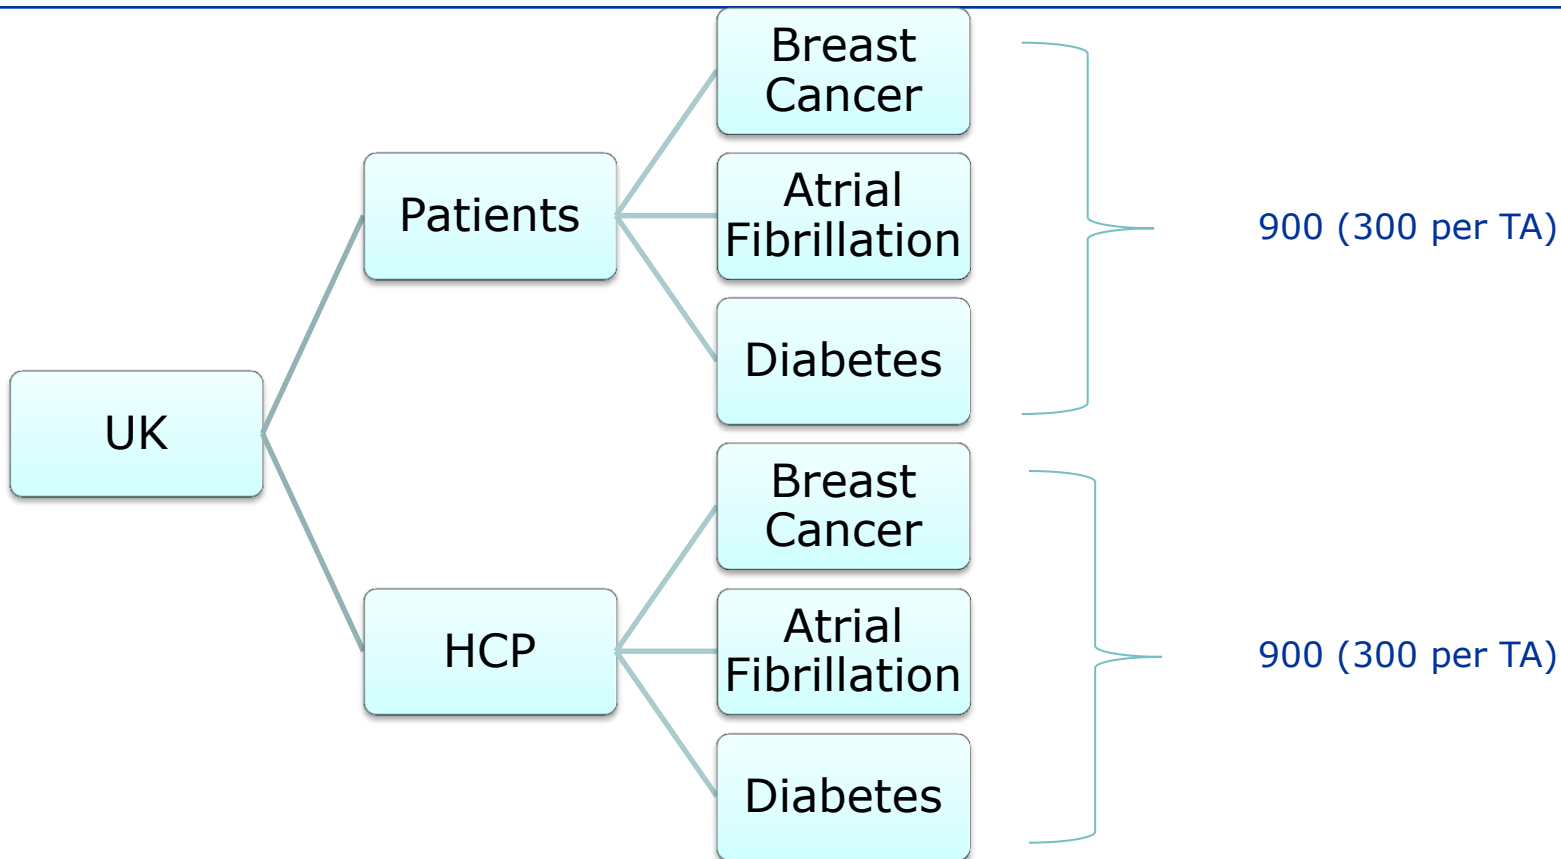 UK
Patients
Breast
Cancer
Atrial
Fibrillation
Diabetes
900 (300 per TA)
HCP
Breast
Cancer
Atrial
Fibrillation
Diabetes
900 (300 per TA)